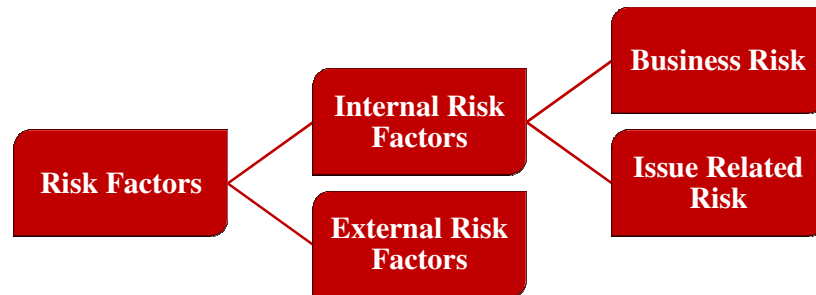 Risk Factors
Internal Risk
Factors
External Risk
Factors
Business Risk
Issue Related
Risk